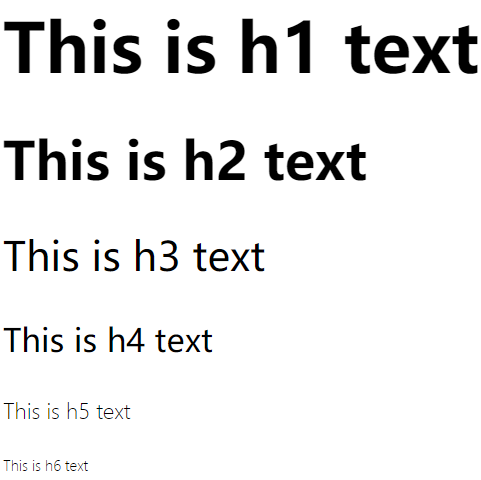 This is h1 text
This is h2 text
This is h3 text
This is h4 text
This is h5 text
This is h6 text